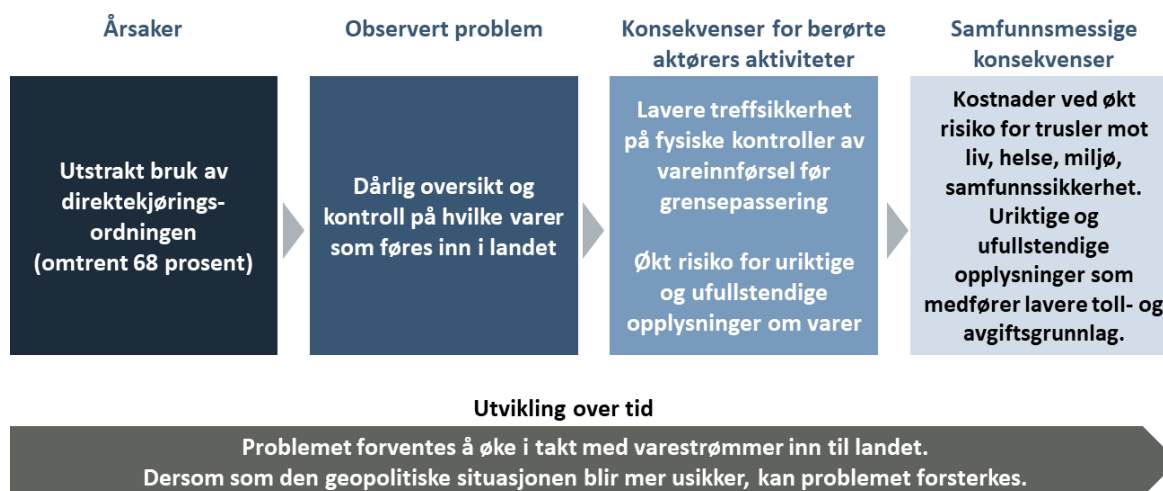 Årsaker
Utstrakt bruk av
direktekjørings-
ordningen
(omtrent 68 prosent)
Observert problem
Dårlig oversikt og
kontroll på hvilke varer
som føres inn i landet
Konsekvenser for berørte
aktørers aktiviteter
Lavere treffsikkerhet
på fysiske kontroller av
vareinnførsel før
grensepassering
Økt risiko for uriktige
og ufullstendige
opplysninger om varer
Samfunnsmessige
konsekvenser
Kostnader ved økt
risiko for trusler mot
liv, helse, miljø,
samfunnssikkerhet.
Uriktige og
ufullstendige
opplysninger som
medfører lavere toll- og
avgiftsgrunnlag.
Utvikling over tid
Problemet forventes å øke i takt med varestrømmer inn til landet.
Dersom som den geopolitiske situasjonen blir mer usikker, kan problemet forsterkes.